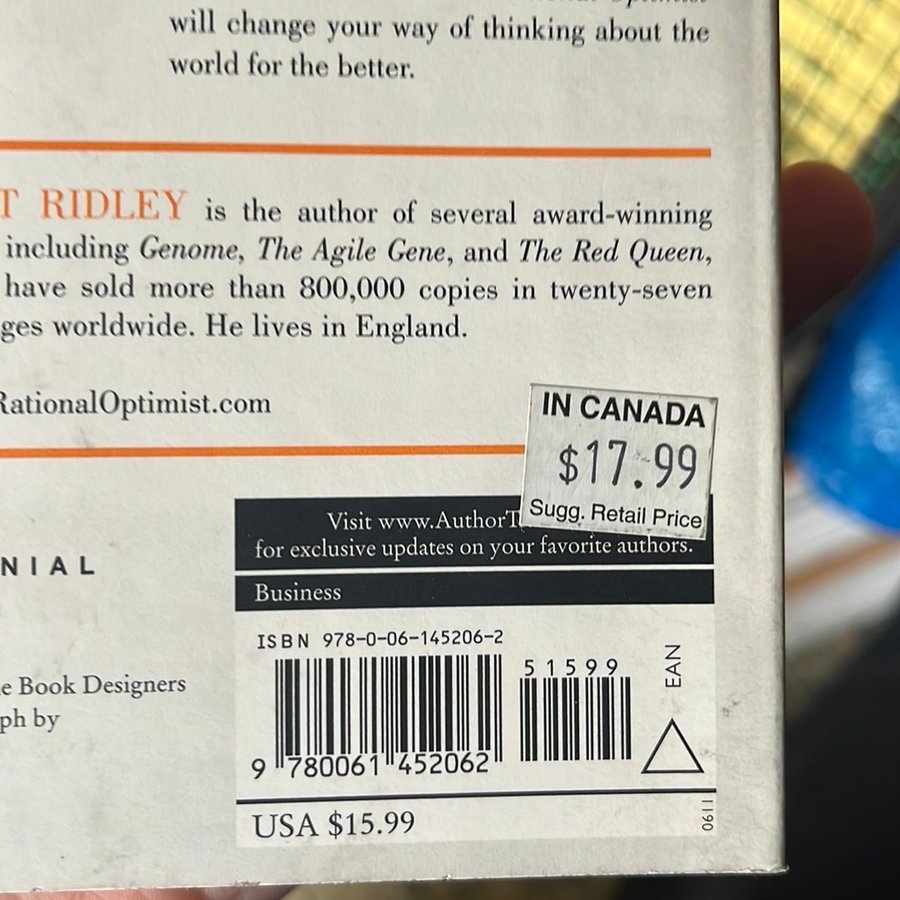 will change your way of thinking about the
world for the better.
T RIDLEY is the author of several award-winning
including Genome, The Agile Gene, and The Red Queen,
have sold more than 800,000 copies in twenty-seven
ges worldwide. He lives in England.
RationalOptimist.com
IN CANADA
$17.99
Sugg. Retail Price
Visit www.AuthorT
for exclusive updates on your favorite authors.
NIAL
Business
ISBN 978-0-06-145206-2
51599
EAN
e Book Designers
ph by
9 780061 452062
USA $15.99
0611